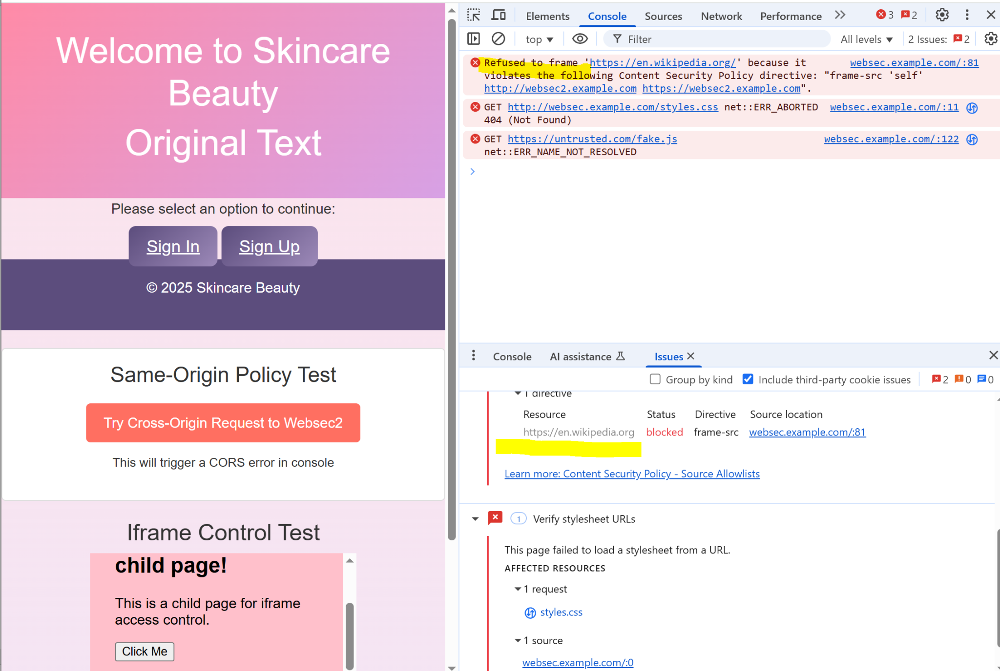 Welcome to Skincare
Beauty
Original Text
Please select an option to continue:
Sign In Sign Up
© 2025 Skincare Beauty
Same-Origin Policy Test
Try Cross-Origin Request to Websec2
This will trigger a CORS error in console
Iframe Control Test
child page!
This is a child page for iframe
access control.
Click Me
Elements Console Sources Network Performance 3 2
top Filter All levels 2 Issues: 2
Refused to frame 'https://en.wikipedia.org/' because it websec.example.com/:81
violates the following Content Security Policy directive: "frame-src 'self'
http://websec2.example.com https://websec2.example.com".
GET http://websec.example.com/styles.css net::ERR_ABORTED websec.example.com/:11
404 (Not Found)
GET https://untrusted.com/fake.js websec.example.com/:122
net::ERR_NAME_NOT_RESOLVED
Console AI assistance Issues
Group by kind Include third-party cookie issues 2 0 0
1 directive
Resource Status Directive Source location
https://en.wikipedia.org blocked frame-src websec.example.com/:81
Learn more: Content Security Policy - Source Allowlists
1 Verify stylesheet URLs
This page failed to load a stylesheet from a URL.
AFFECTED RESOURCES
1 request
styles.css
1 source
websec.example.com/:0